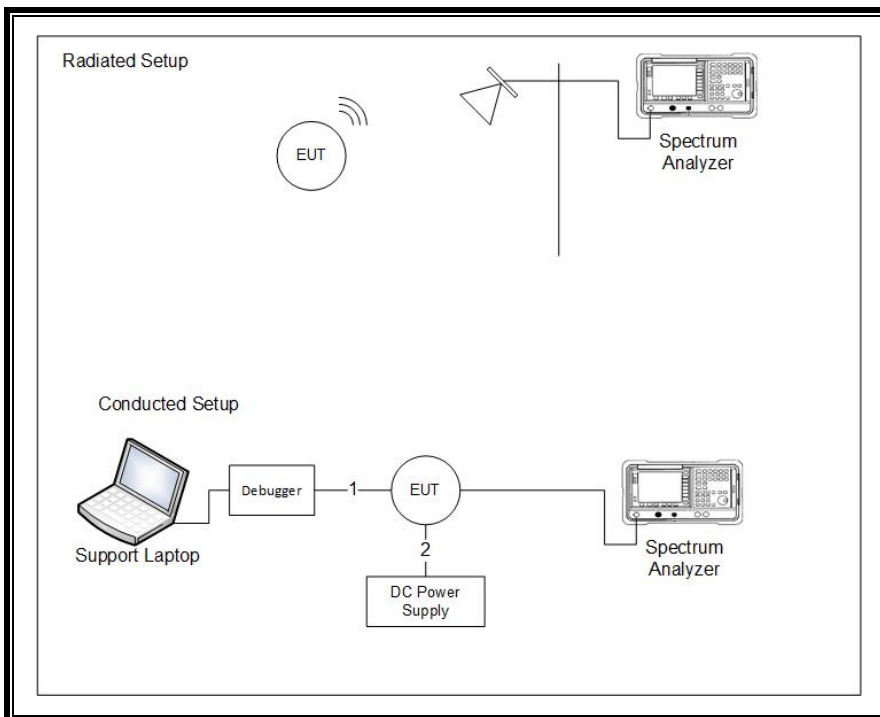 Radiated Setup
EUT
Spectrum
Analyzer
Conducted Setup
Debugger
1
EUT
Support Laptop
2
DC Power
Supply
Spectrum
Analyzer